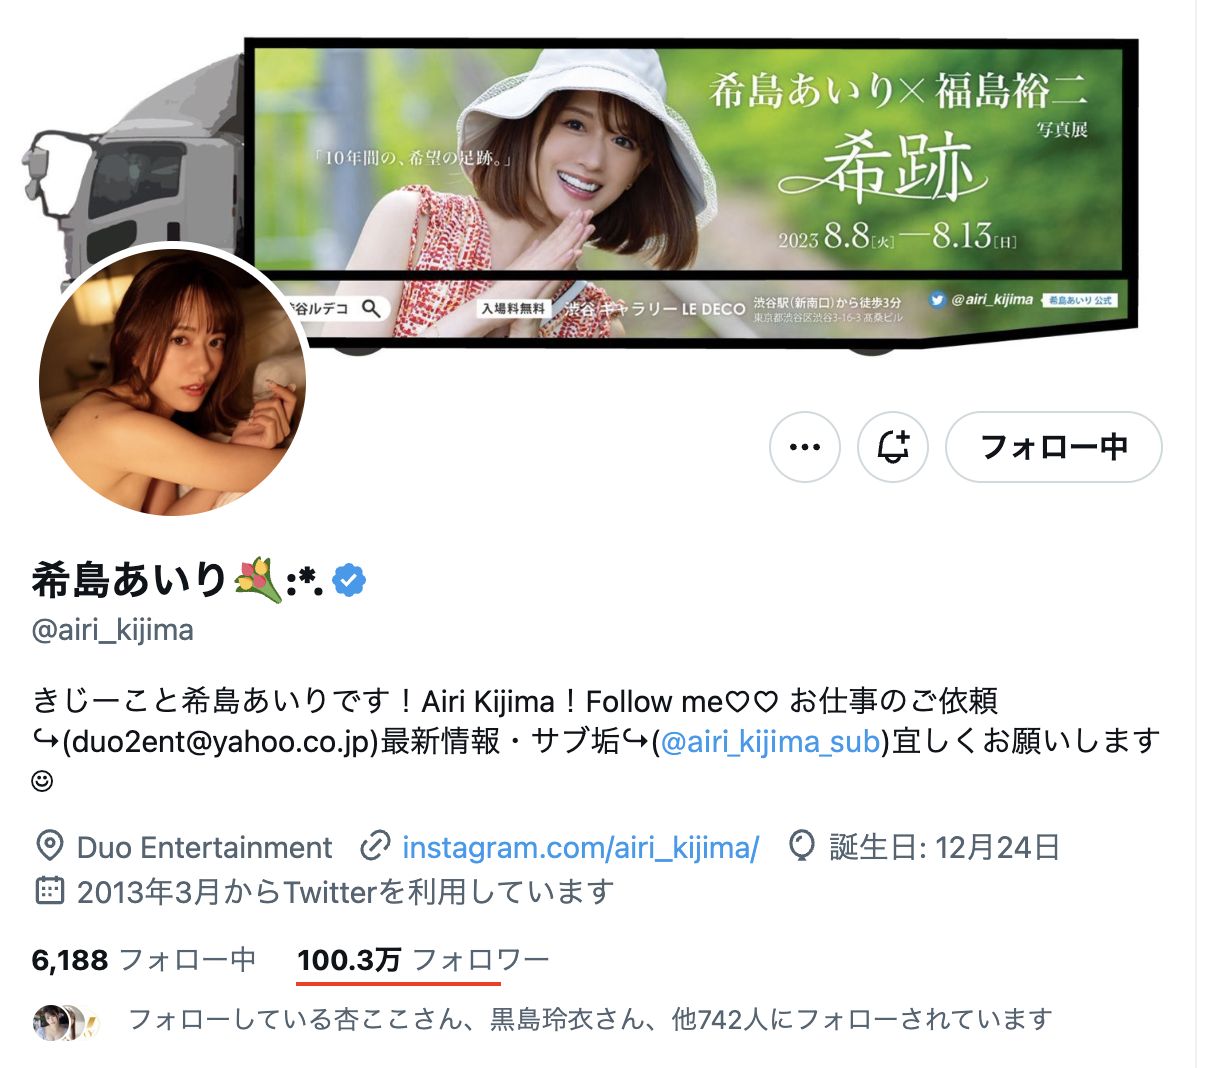 希島あいり×福島裕二
写真展
「10年間の、希望の足跡。」
希跡
2023 8.8[火]—8.13[日]
渋谷ルデコ
入場料無料
渋谷 ギャラリー LE DECO
渋谷駅（新南口）から徒歩3分
東京都渋谷区渋谷3-16-3 髙桑ビル
@airi_kijima
希島あいり 公式
フォロー中
希島あいり💐:*.
@airi_kijima
きじーこと希島あいりです！Airi Kijima！Follow me♡♡ お仕事のご依頼
↪(duo2ent@yahoo.co.jp)最新情報・サブ垢↪(@airi_kijima_sub)宜しくお願いします
☺
Duo Entertainment instagram.com/airi_kijima/ 誕生日: 12月24日
2013年3月からTwitterを利用しています
6,188 フォロー中 100.3万 フォロワー
フォローしている杏ここさん、黒島玲衣さん、他742人にフォローされています